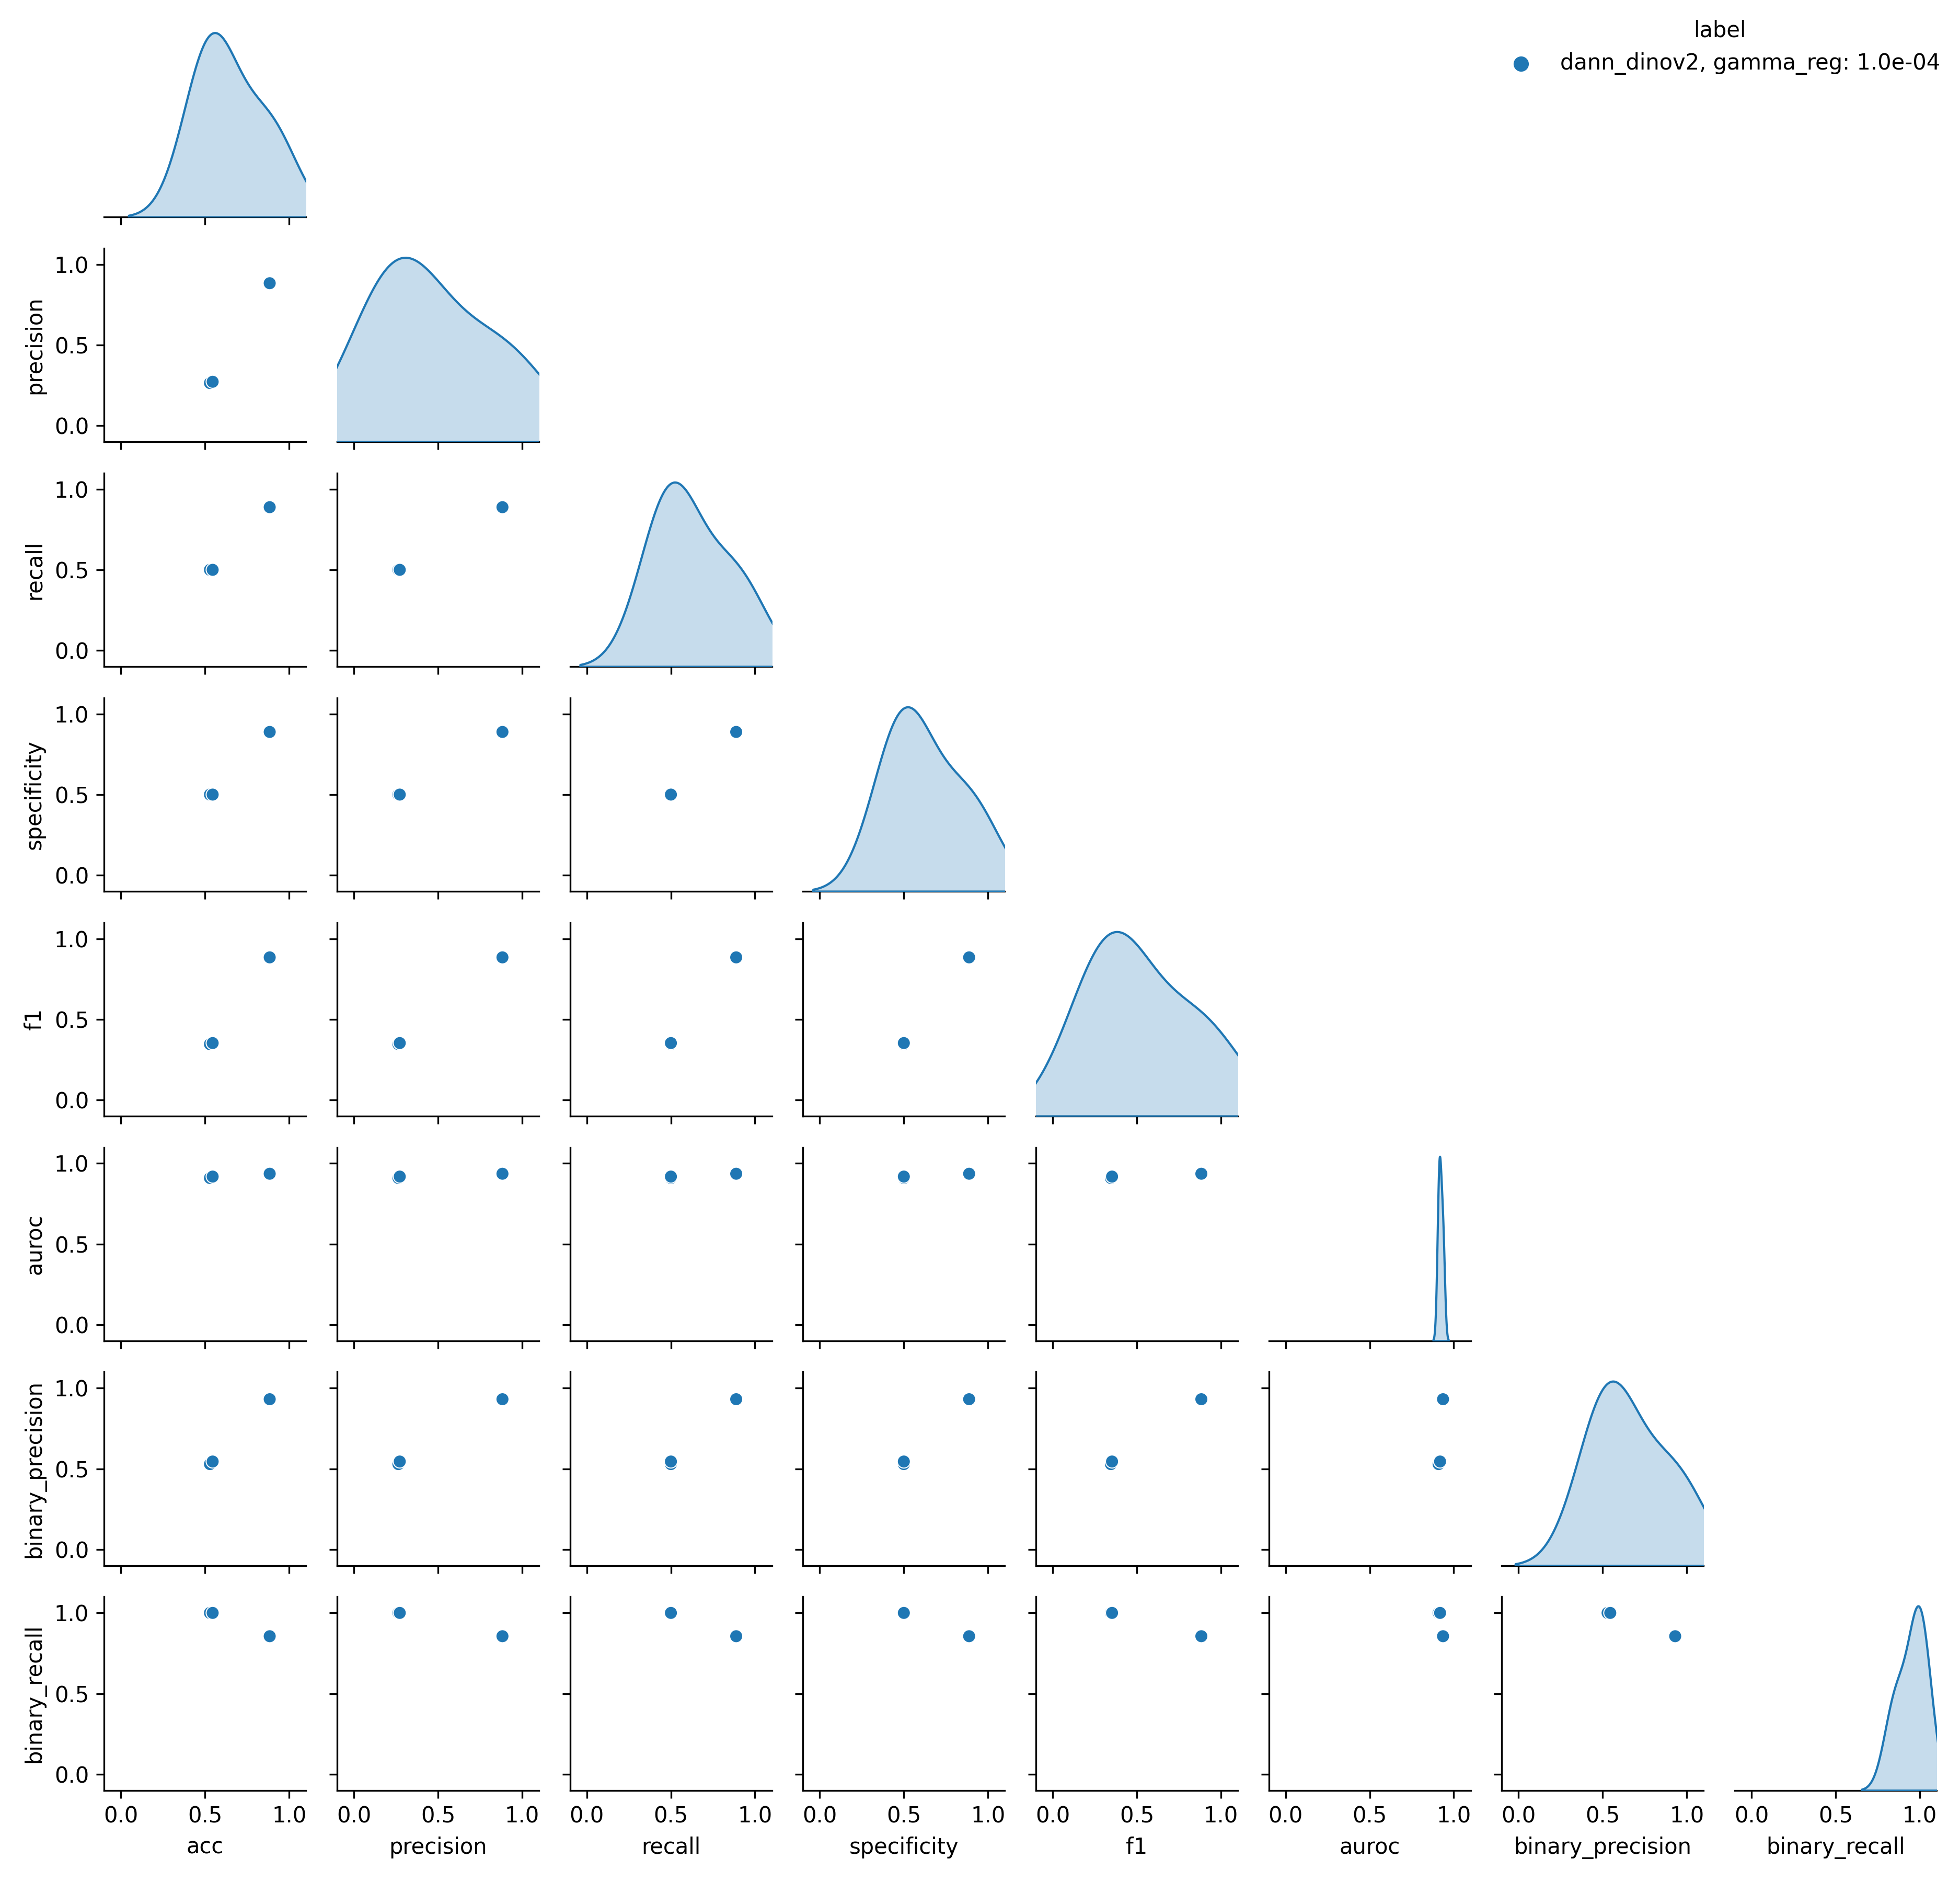 label
dann_dinov2, gamma_reg: 1.0e-04
1.0
0.5
0.0
precision
1.0
0.5
0.0
recall
1.0
0.5
0.0
specificity
1.0
0.5
0.0
f1
1.0
0.5
0.0
auroc
1.0
0.5
0.0
binary_precision
1.0
0.5
0.0
binary_recall
0.0 0.5 1.0 0.0 0.5 1.0 0.0 0.5 1.0 0.0 0.5 1.0 0.0 0.5 1.0 0.0 0.5 1.0 0.0 0.5 1.0 0.0 0.5 1.0
acc precision recall specificity f1 auroc binary_precision binary_recall